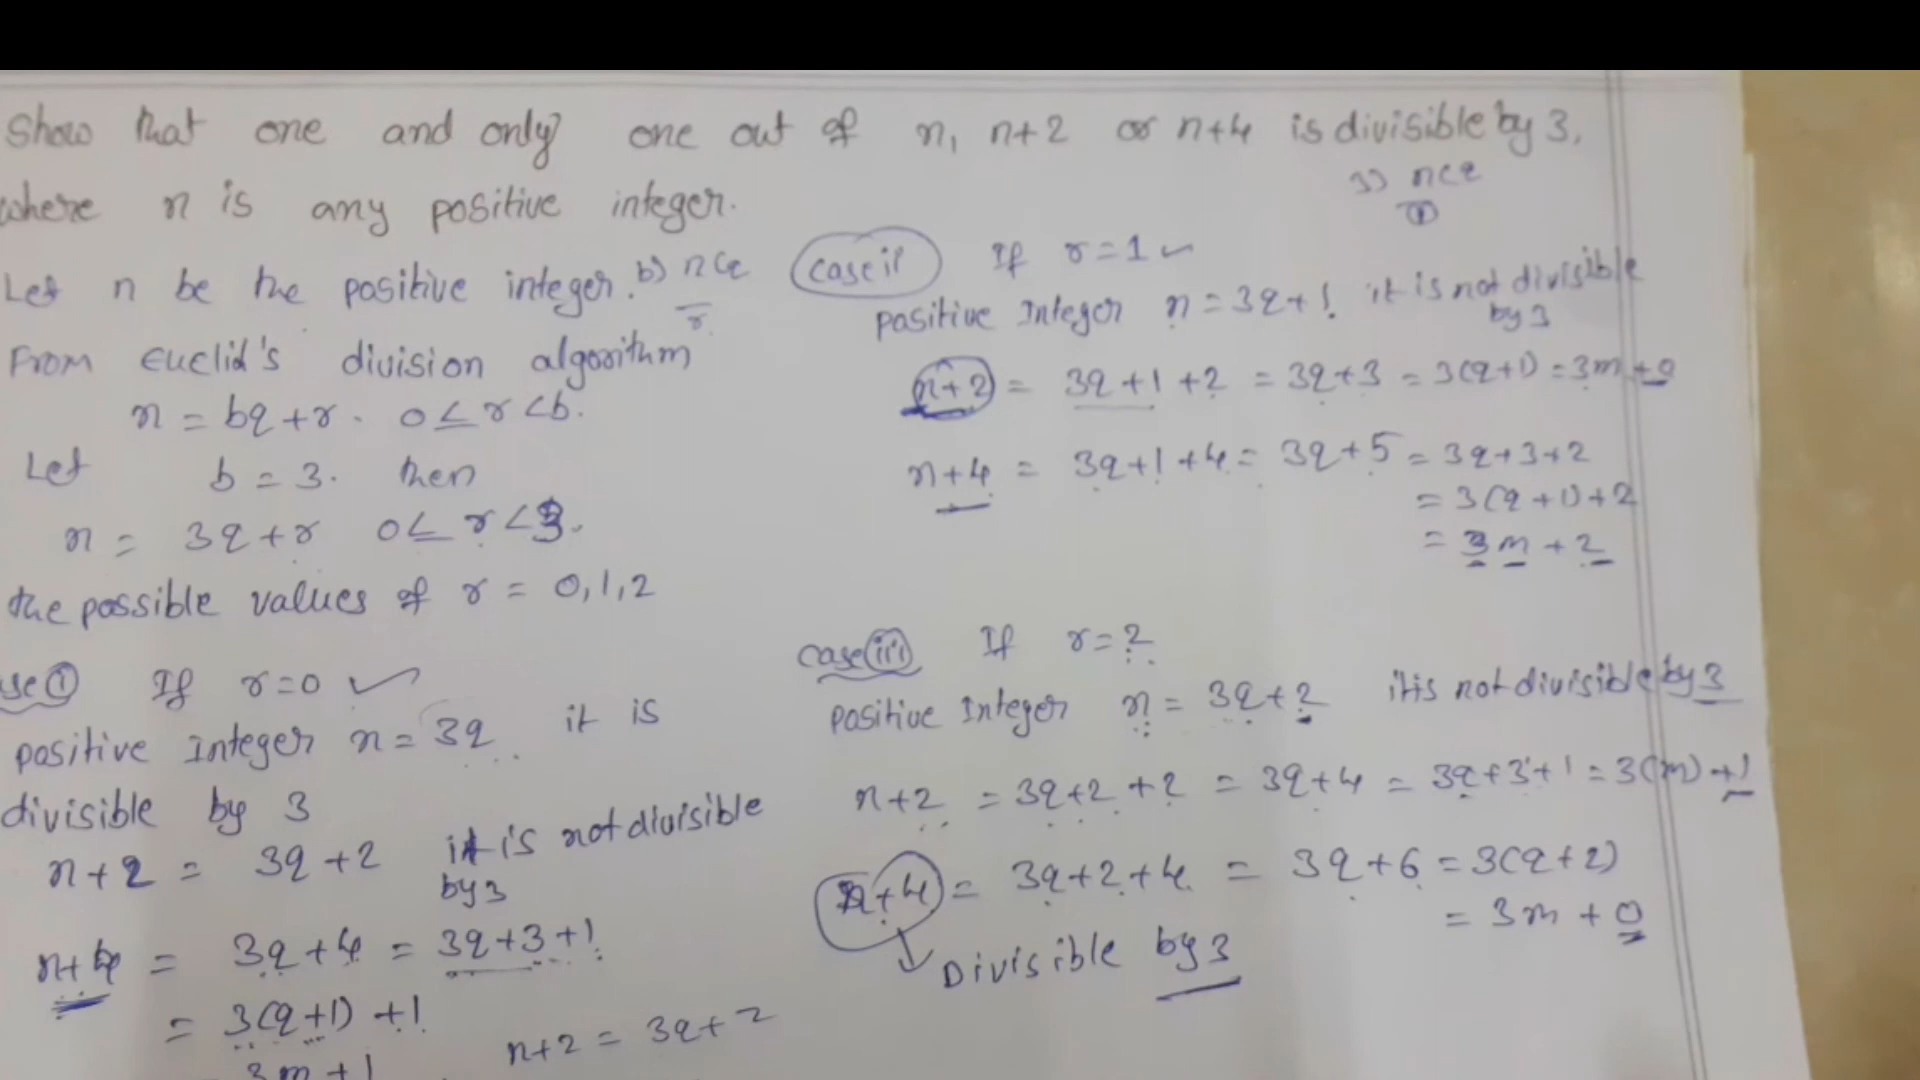 Show that one and only one out of n, n+2 or n+4 is divisible by 3,
where n is any positive integer.
Let n be the positive integer.
From Euclid's division algorithm
n = bq+r. 0≤r<b.
Let b = 3. then
n = 3q+r 0≤ r<3.
the possible values of r = 0,1,2
If r=0 ✓
positive Integer n = 3q it is
divisible by 3
n+2 = 3q+2 it is not divisible
by 3
n+4 = 3q+4 = 3q+3+1
= 3(q+1)+1
3m+1
n+2 = 3q+2
case ii If r=1 ✓
positive Integer n = 3q+1 it is not divisible
by 3
n+2 = 3q+1+2 = 3q+3 = 3(q+1) = 3m+0
n+4 = 3q+1+4 = 3q+5 = 3q+3+2
= 3(q+1)+2
= 3m+2
case iii If r=2
positive Integer n = 3q+2 it is not divisible by 3
n+2 = 3q+2+2 = 3q+4 = 3q+3+1 = 3(m)+1
n+4 = 3q+2+4 = 3q+6 = 3(q+2)
= 3m+0
Divisible by 3